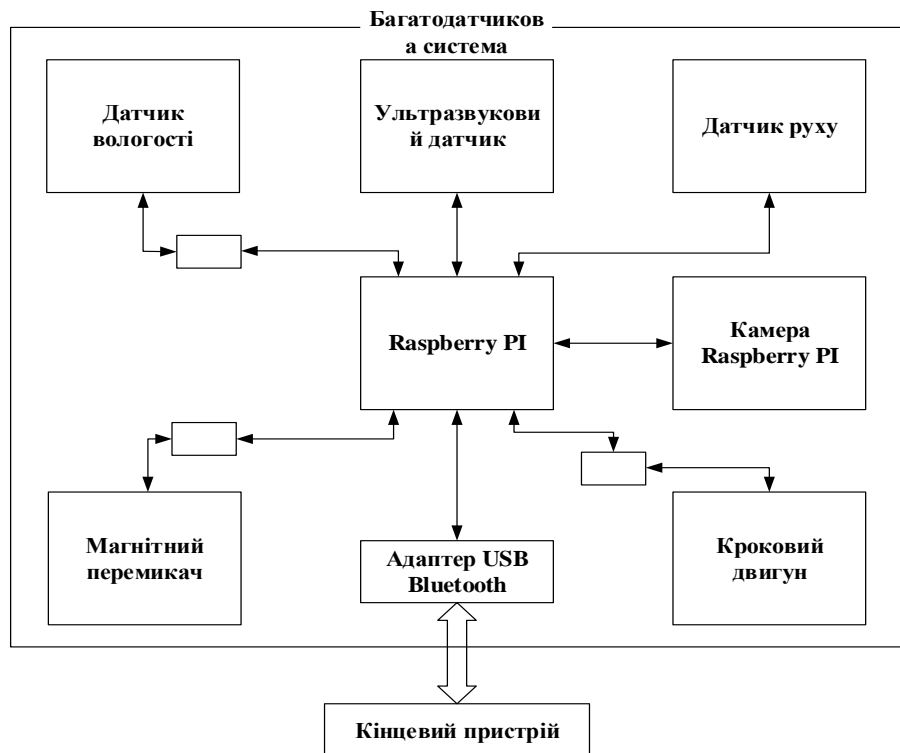 Багатодатчиков
а система
Датчик
вологості
Ультразвукови
й датчик
Датчик руху
Raspberry PI
Камера
Raspberry PI
Магнітний
перемикач
Адаптер USB
Bluetooth
Кроковий
двигун
Кінцевий пристрій